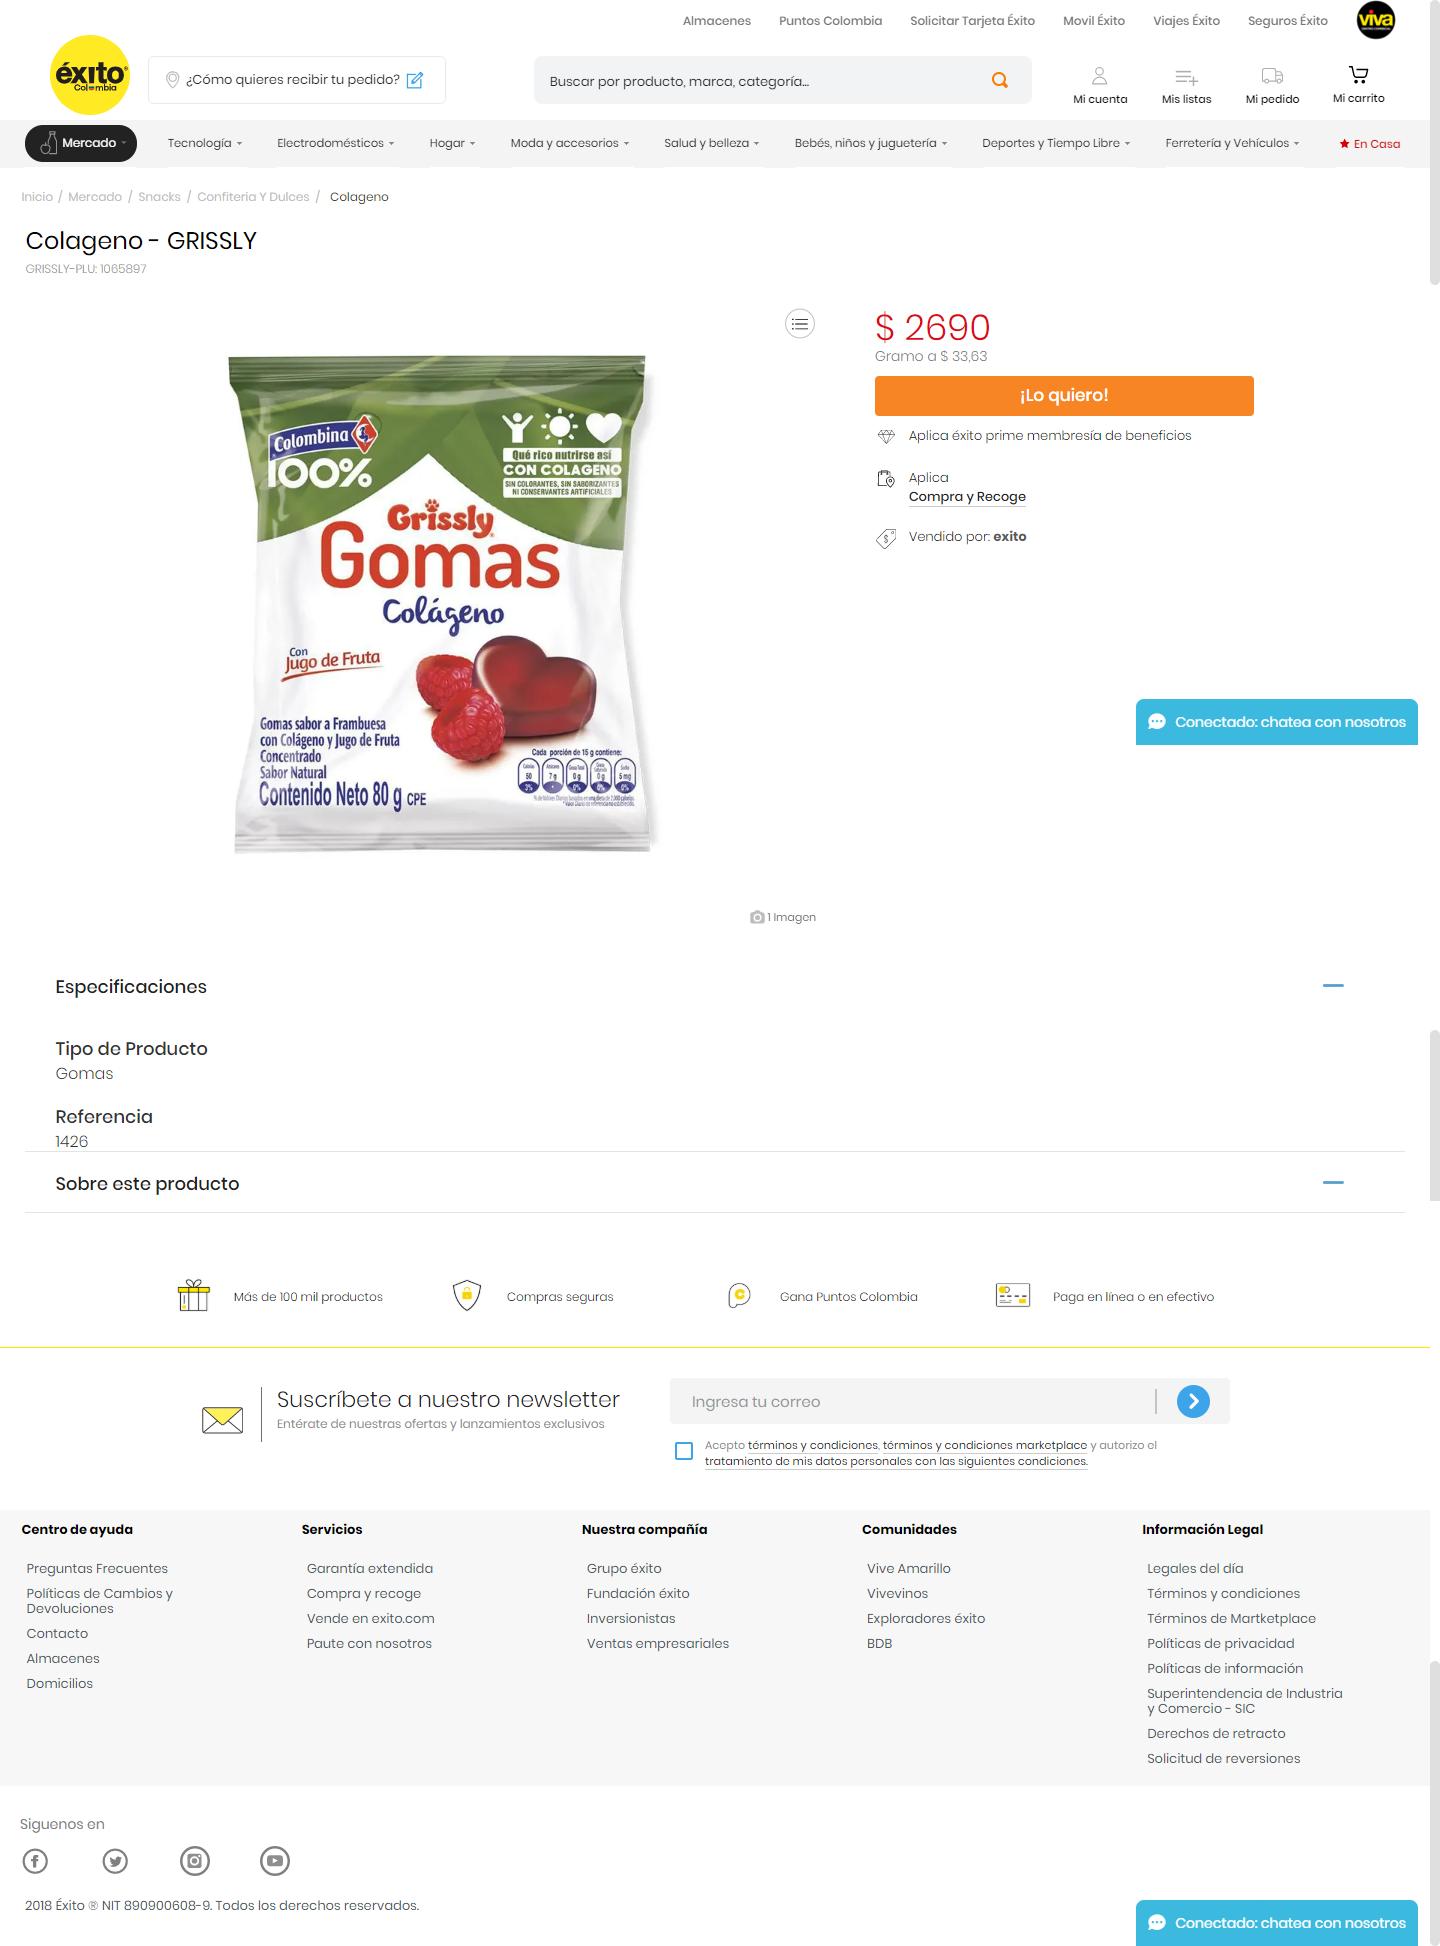 Almacenes
Puntos Colombia
Solicitar Tarjeta Éxito
Movil Éxito
Viajes Éxito
Seguros Éxito
viva
éxito
Colombia
¿Cómo quieres recibir tu pedido?
Buscar por producto, marca, categoría...
Mi cuenta
Mis listas
Mi pedido
Mi carrito
Mercado
Tecnología
Electrodomésticos
Hogar
Moda y accesorios
Salud y belleza
Bebés, niños y juguetería
Deportes y Tiempo Libre
Ferretería y Vehículos
En Casa
Inicio / Mercado / Snacks / Confiteria Y Dulces / Colageno
Colageno - GRISSLY
GRISSLY-PLU: 1065897
Colombina
100%
Qué rico nutrirse así
CON COLAGENO
SIN COLORANTES, SIN SABORIZANTES
NI CONSERVANTES ARTIFICIALES
Grissly
Gomas
Colágeno
Con
Jugo de Fruta
Gomas sabor a Frambuesa
con Colágeno y Jugo de Fruta
Concentrado
Sabor Natural
Contenido Neto 80 g CPE
Cada porción de 15 g contiene:
$ 2690
Gramo a $ 33,63
¡Lo quiero!
Aplica éxito prime membresía de beneficios
Aplica
Compra y Recoge
Vendido por: exito
Conectado: chatea con nosotros
1 Imagen
Especificaciones
Tipo de Producto
Gomas
Referencia
1426
Sobre este producto
Más de 100 mil productos
Compras seguras
Gana Puntos Colombia
Paga en línea o en efectivo
Suscríbete a nuestro newsletter
Entérate de nuestras ofertas y lanzamientos exclusivos
Ingresa tu correo
Acepto términos y condiciones, términos y condiciones marketplace y autorizo el
tratamiento de mis datos personales con las siguientes condiciones.
Centro de ayuda
Preguntas Frecuentes
Políticas de Cambios y
Devoluciones
Contacto
Almacenes
Domicilios
Servicios
Garantía extendida
Compra y recoge
Vende en exito.com
Paute con nosotros
Nuestra compañía
Grupo éxito
Fundación éxito
Inversionistas
Ventas empresariales
Comunidades
Vive Amarillo
Vivevinos
Exploradores éxito
BDB
Información Legal
Legales del día
Términos y condiciones
Términos de Martketplace
Políticas de privacidad
Políticas de información
Superintendencia de Industria
y Comercio - SIC
Derechos de retracto
Solicitud de reversiones
Siguenos en
2018 Éxito ® NIT 890900608-9. Todos los derechos reservados.
Conectado: chatea con nosotros